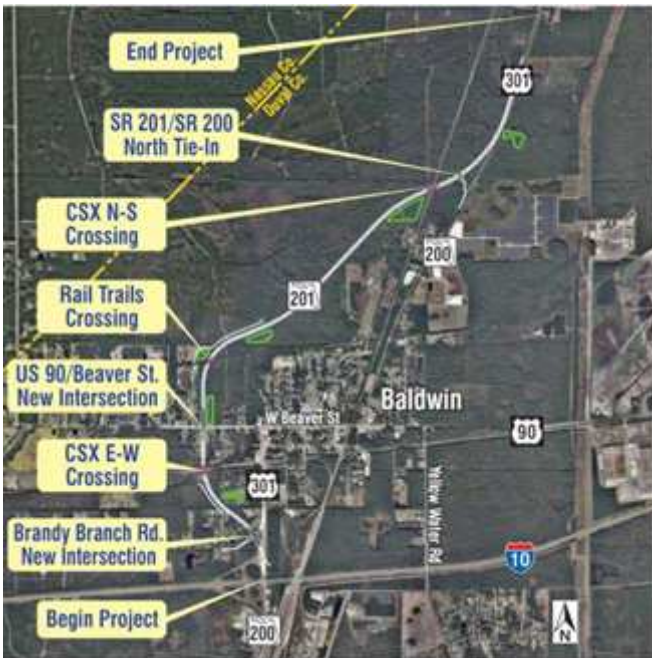 End Project
301
Nassau Co.
Duval Co.
SR 201/SR 200
North Tie-In
CSX N-S
Crossing
200
201
Rail Trails
Crossing
US 90/Beaver St.
New Intersection
Baldwin
W Beaver St
90
CSX E-W
Crossing
301
Yellow Water Rd
Brandy Branch Rd.
New Intersection
10
Begin Project
200
N